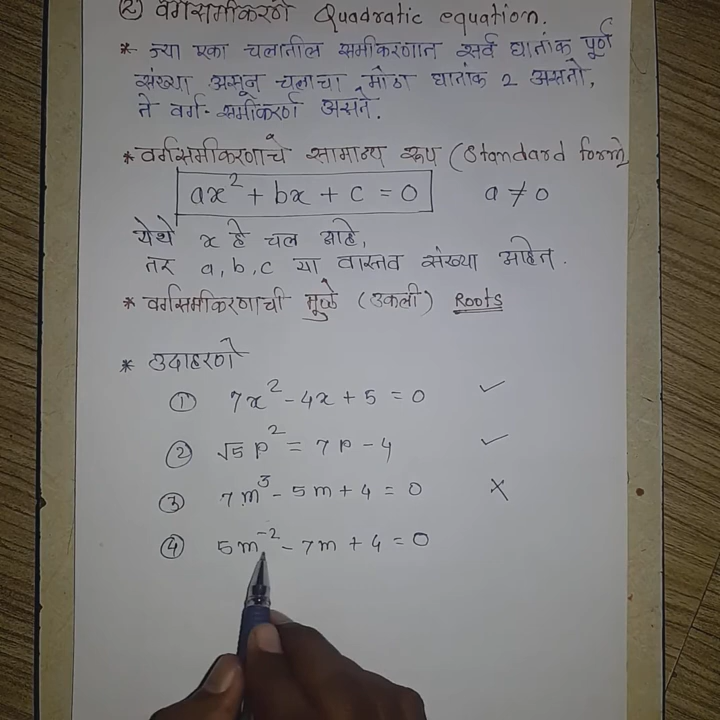 ② वर्गसमीकरणे Quadratic equation.
* ज्या एका चलातील समीकरणात सर्व घातांक पूर्ण
संख्या असून चलाचा मोठा घातांक 2 असतो,
ते वर्ग-समीकरण असते.
* वर्गसमीकरणाचे सामान्य रूप (Standard form)
ax² + bx + c = 0 a ≠ 0
येथे x हे चल आहे,
तर a, b, c या वास्तव संख्या आहेत.
* वर्गसमीकरणाची मूळे (उकली) Roots
* उदाहरणे
① 7x² - 4x + 5 = 0 ✓
② √5 p² = 7p - 4 ✓
③ 7m³ - 5m + 4 = 0 ×
④ 5m⁻² - 7m + 4 = 0